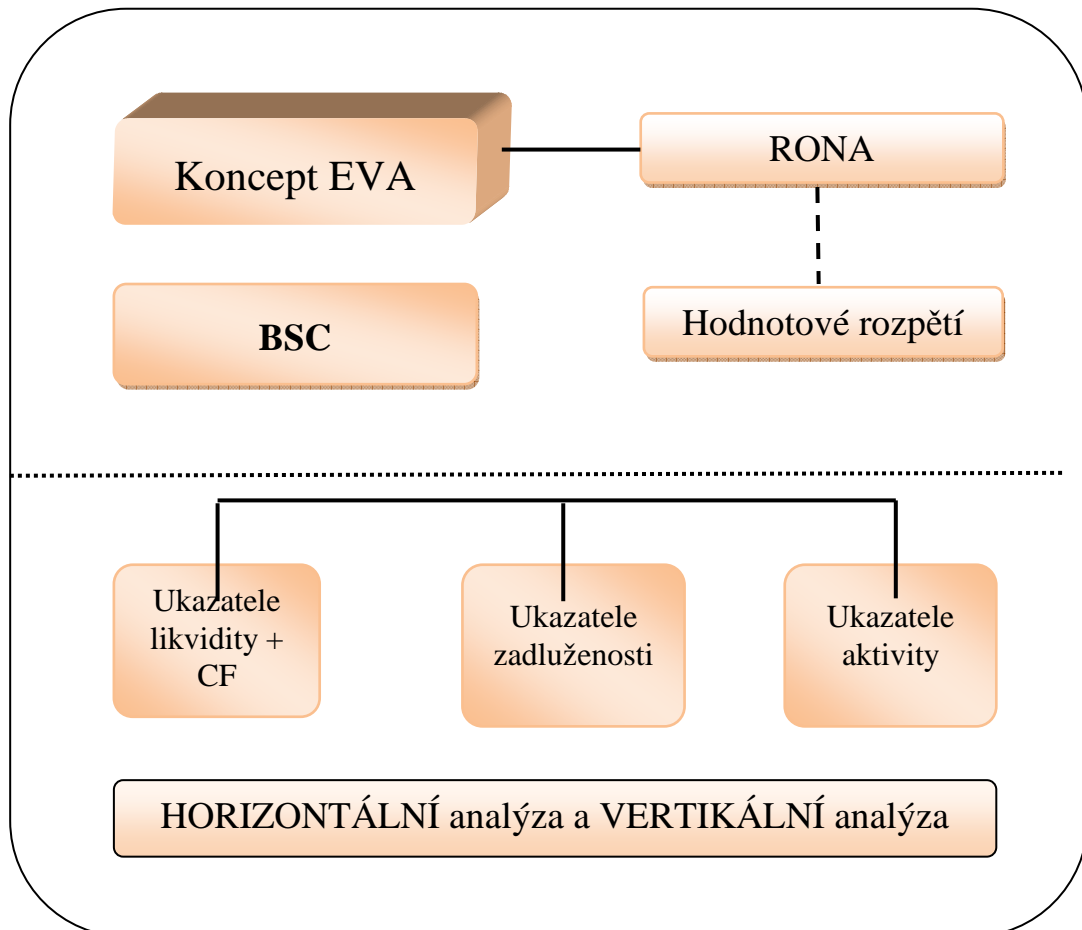 Koncept EVA
RONA
BSC
Hodnotové rozpětí
Ukazatele
likvidity +
CF
Ukazatele
zadluženosti
Ukazatele
aktivity
HORIZONTÁLNÍ analýza a VERTIKÁLNÍ analýza